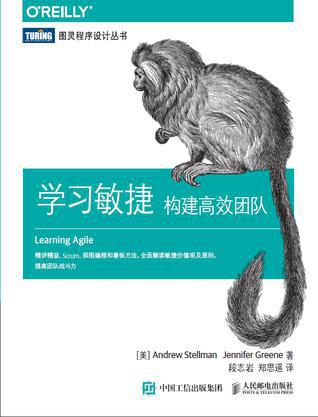 O'REILLY®
TURING 图灵程序设计丛书
学习敏捷 构建高效团队
Learning Agile
精讲精益、Scrum、极限编程和看板方法,全面解读敏捷价值观及原则,
提高团队战斗力
[美] Andrew Stellman Jennifer Greene 著
段志岩 郑思遥 译
中国工信出版集团 人民邮电出版社
POSTS & TELECOM PRESS